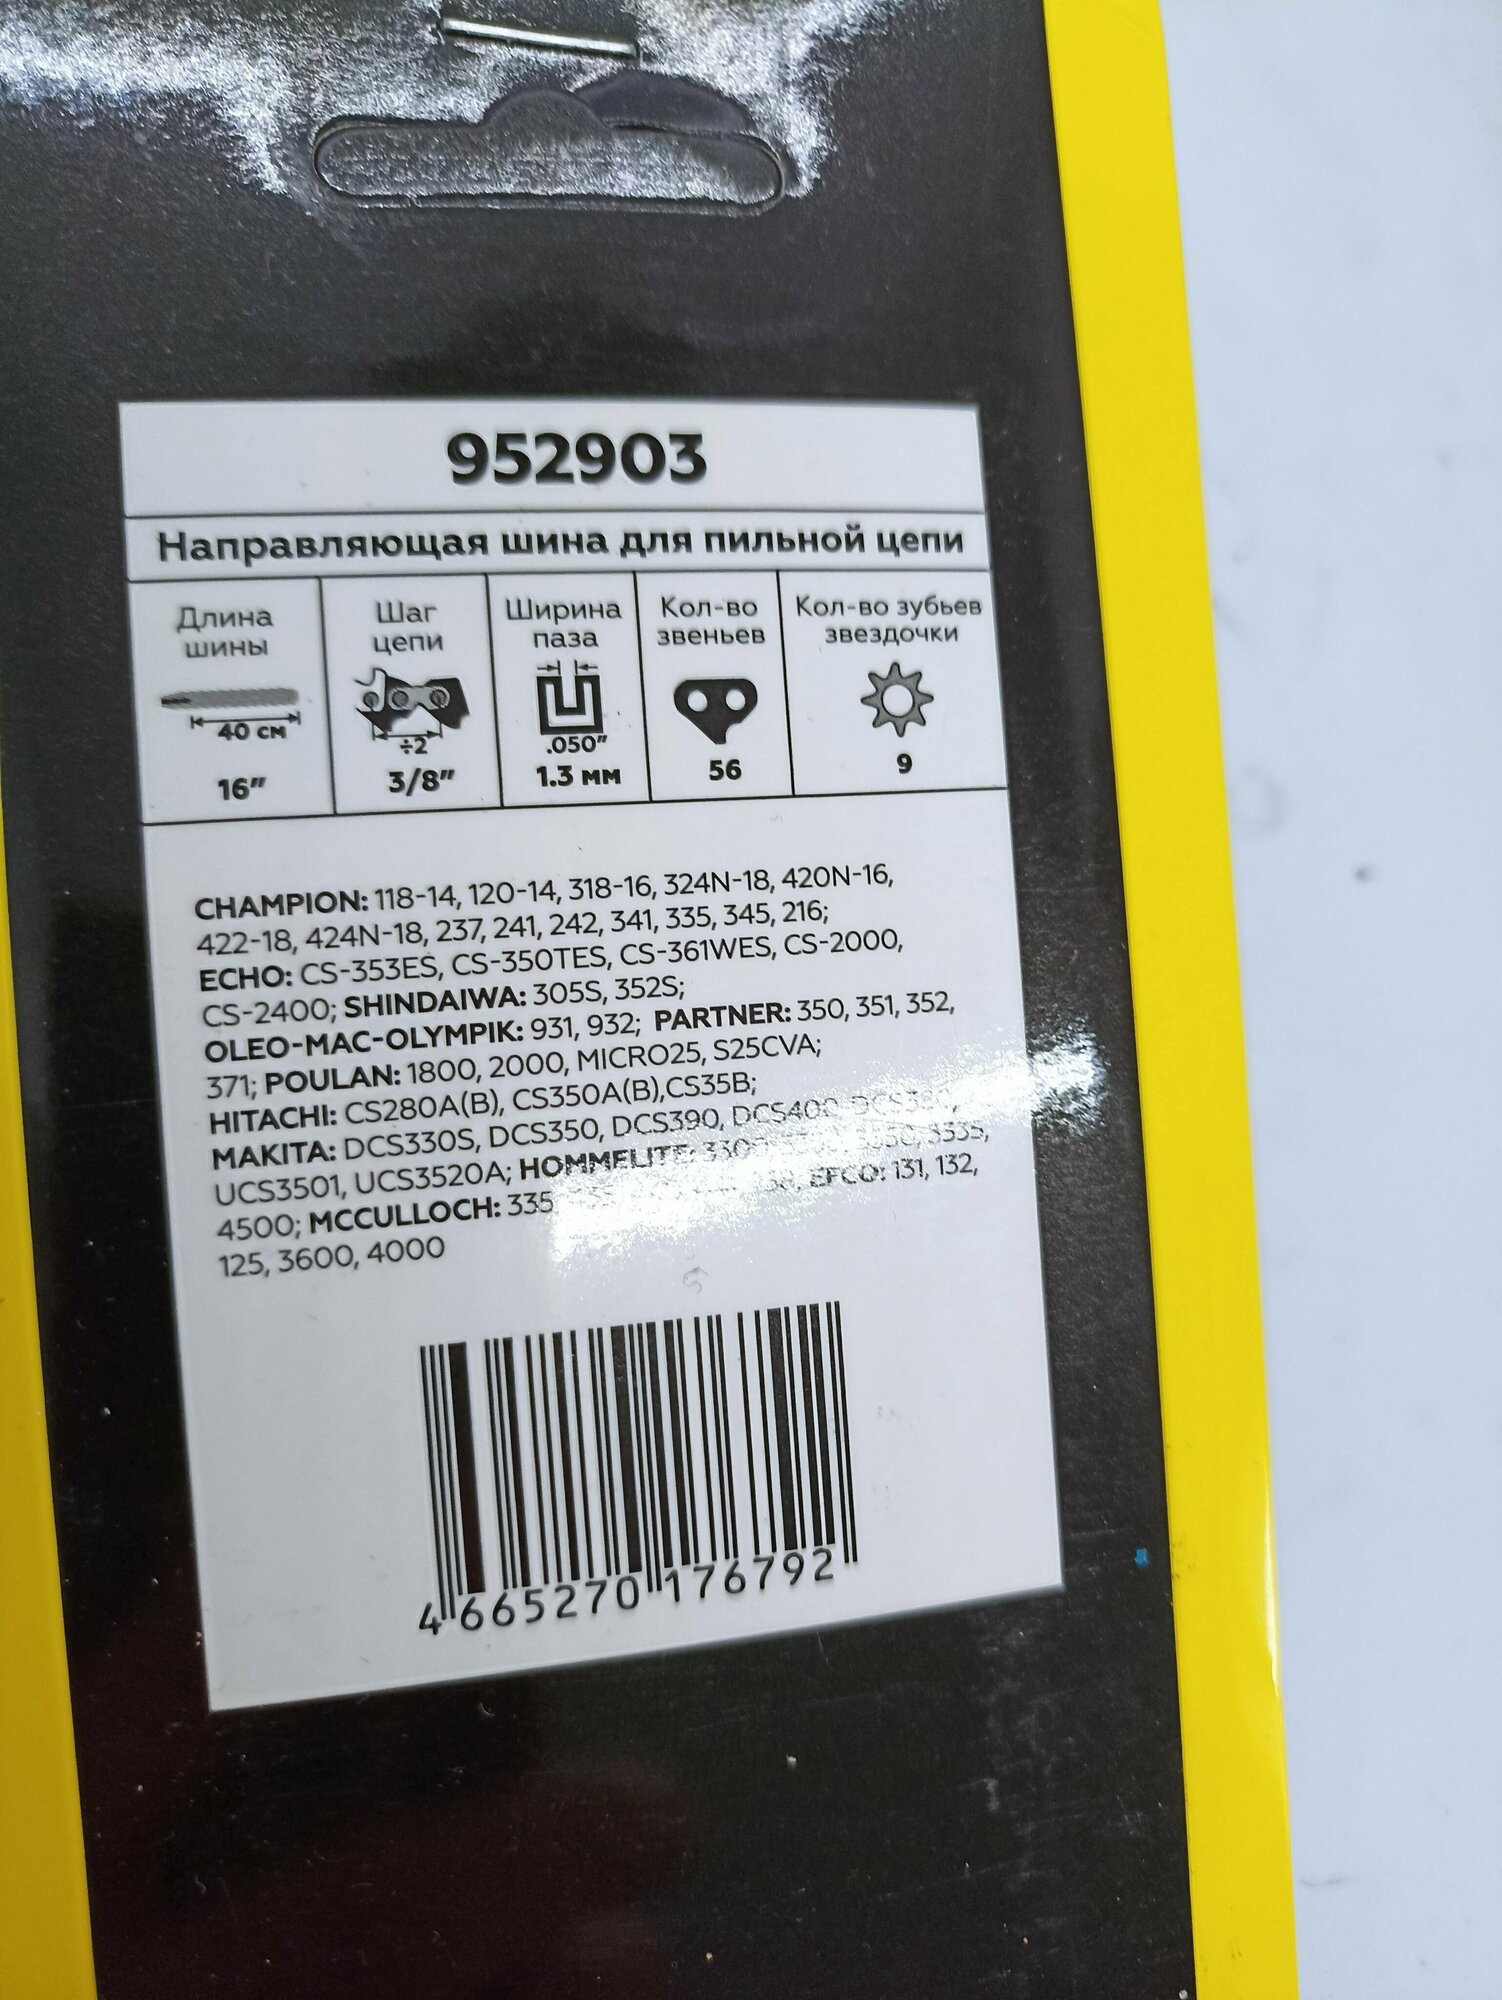 952903
Направляющая шина для пильной цепи
Длина шины
Шаг цепи
Ширина паза
Кол-во звеньев
Кол-во зубьев звездочки
40 см
÷2
.050"
16"
3/8"
1.3 мм
56
9
CHAMPION: 118-14, 120-14, 318-16, 324N-18, 420N-16,
422-18, 424N-18, 237, 241, 242, 341, 335, 345, 216;
ECHO: CS-353ES, CS-350TES, CS-361WES, CS-2000,
CS-2400; SHINDAIWA: 305S, 352S;
OLEO-MAC-OLYMPIK: 931, 932; PARTNER: 350, 351, 352,
371; POULAN: 1800, 2000, MICRO25, S25CVA;
HITACHI: CS280A(B), CS350A(B),CS35B;
MAKITA: DCS330S, DCS350, DCS390, DCS400,
UCS3501, UCS3520A; HOMMELITE: 3335,
4500; MCCULLOCH: 335 EFCO: 131, 132,
125, 3600, 4000
4 665270 176792